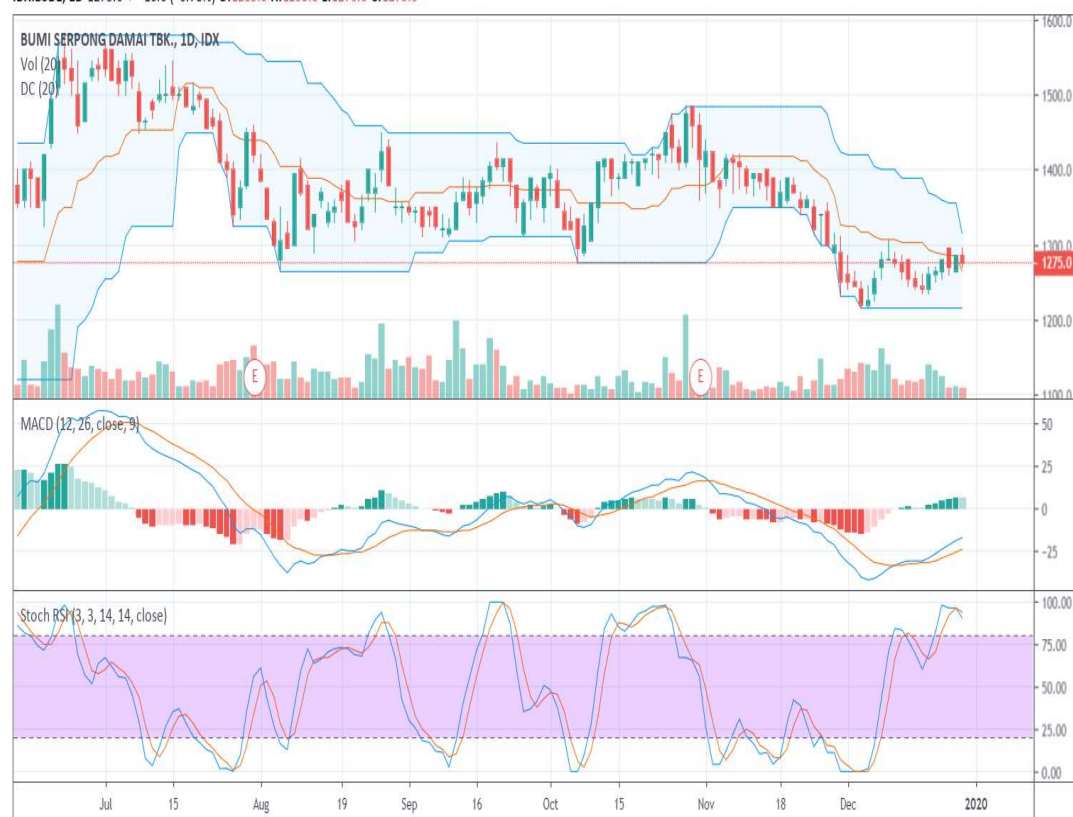 BUMI SERPONG DAMAI TBK., 1D, IDX
Vol (20)
DC (20)
1600.0
1500.0
1400.0
1300.0
1275.0
1200.0
1100.0
E
E
MACD (12, 26, close, 9)
50
25
0
−25
Stoch RSI (3, 3, 14, 14, close)
100.00
75.00
50.00
25.00
0.00
Jul 15 Aug 19 Sep 16 Oct 15 Nov 18 Dec 2020